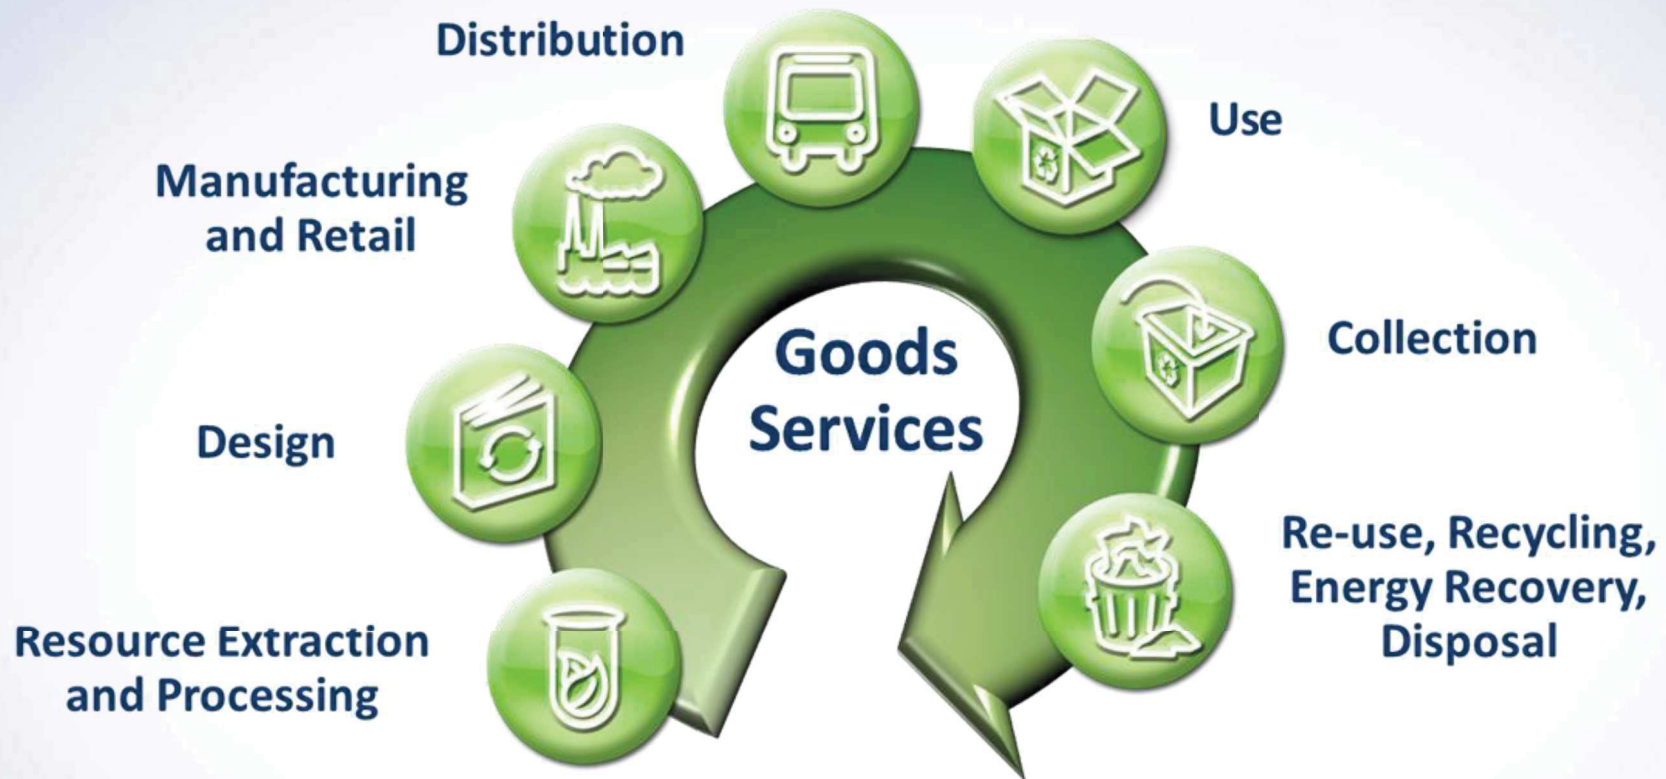 Distribution
Use
Manufacturing
and Retail
Goods
Services
Collection
Design
Re-use, Recycling,
Energy Recovery,
Disposal
Resource Extraction
and Processing